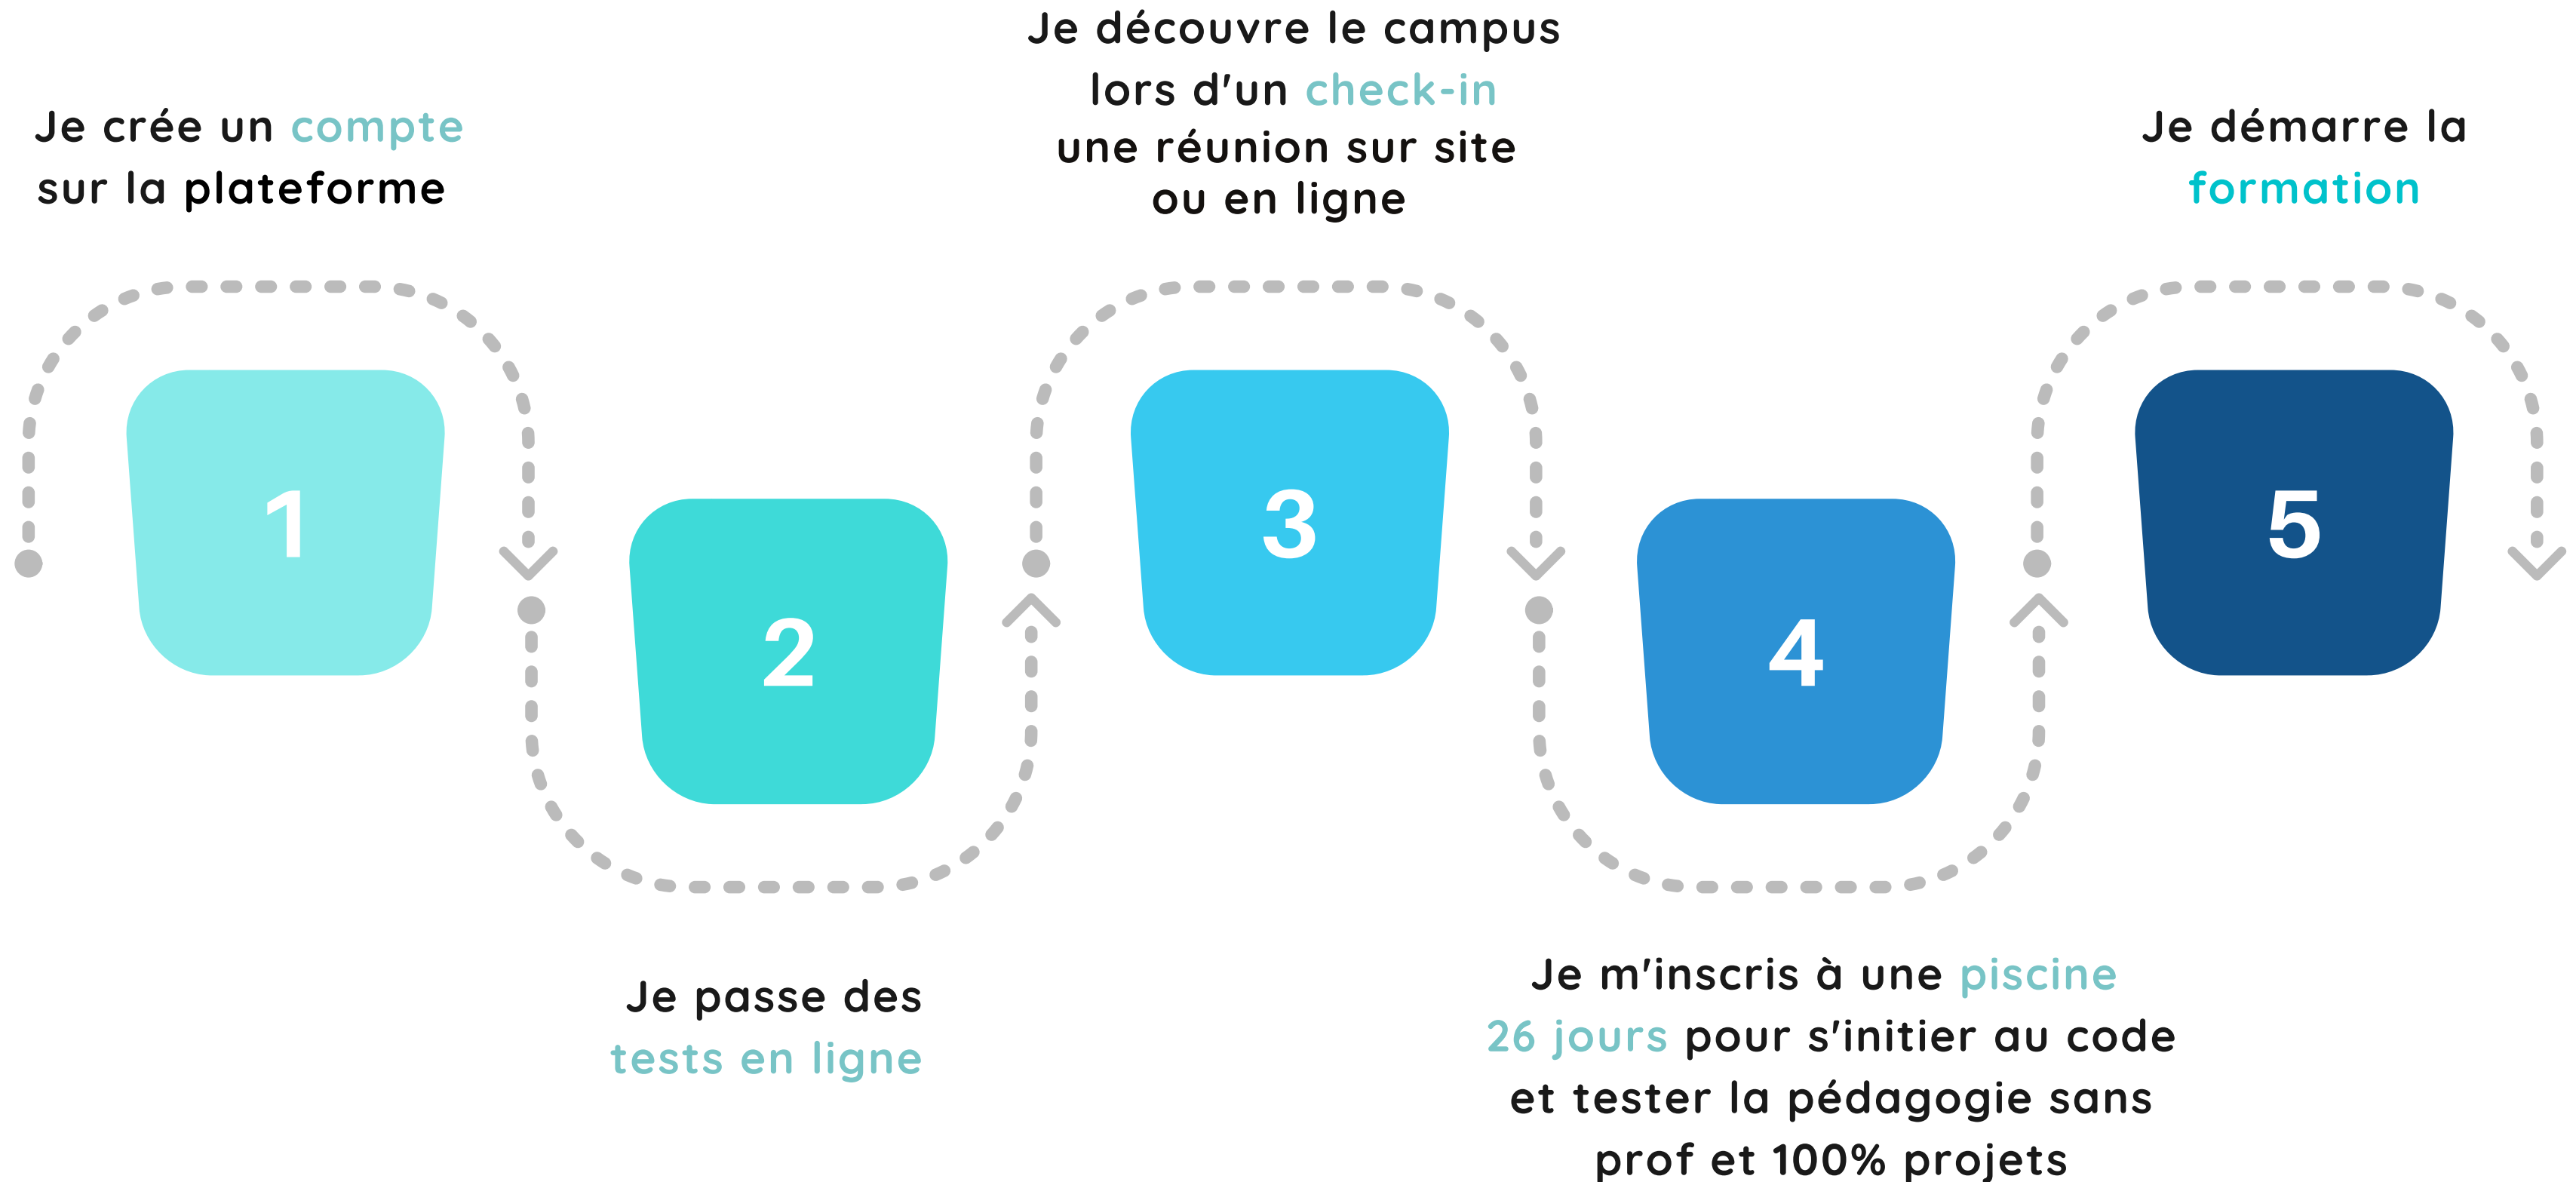 Je crée un compte
sur la plateforme
1
Je passe des
tests en ligne
2
Je découvre le campus
lors d'un check-in
une réunion sur site
ou en ligne
3
Je m'inscris à une piscine
26 jours pour s'initier au code
et tester la pédagogie sans
prof et 100% projets
4
Je démarre la
formation
5